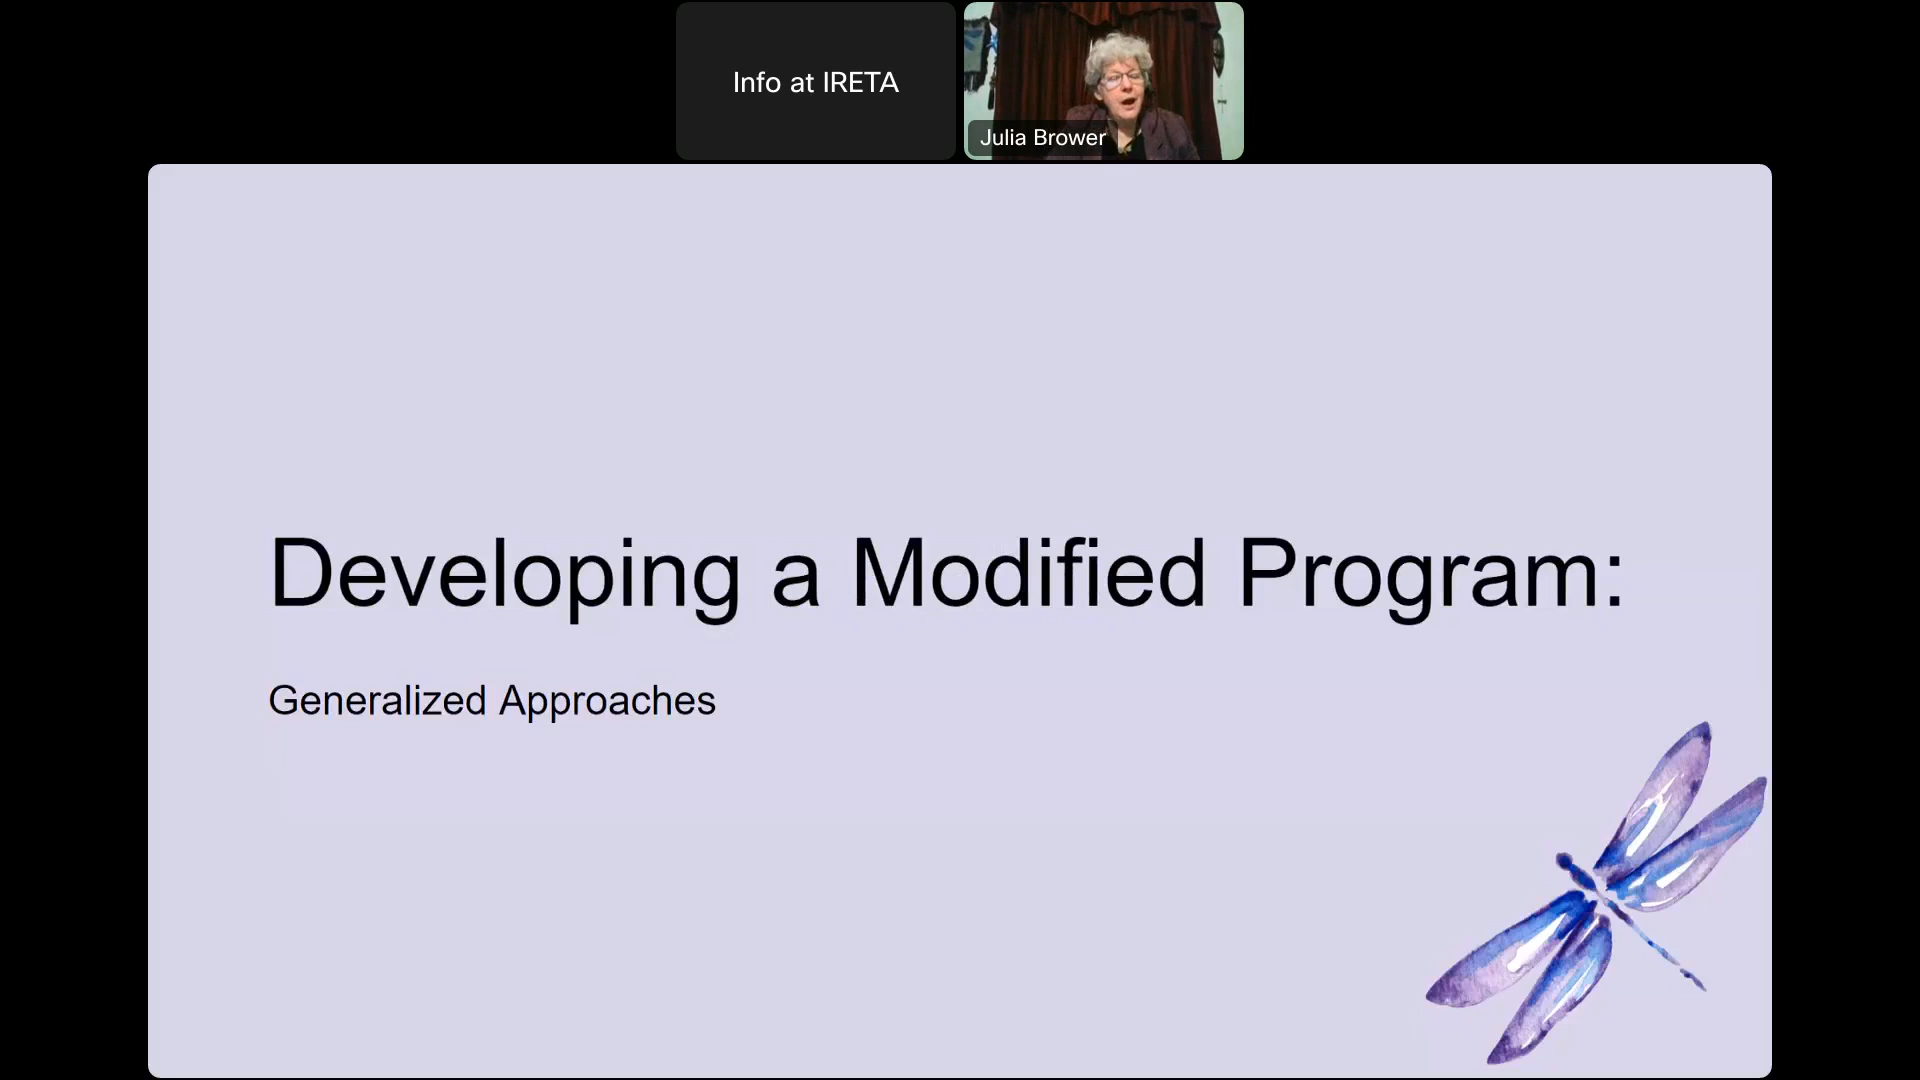 Info at IRETA
Julia Brower
Developing a Modified Program:
Generalized Approaches